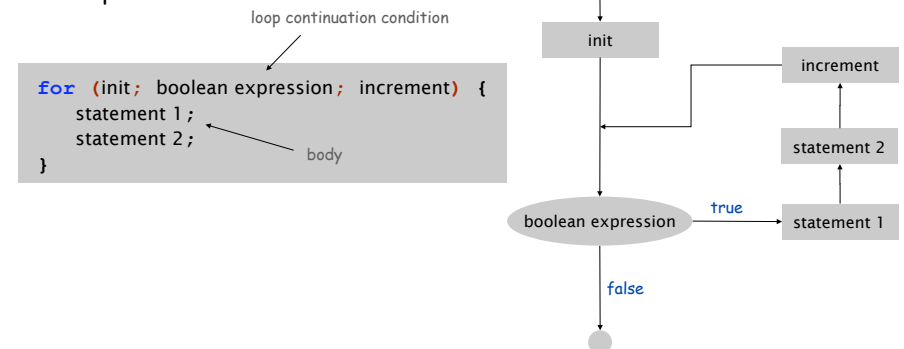 loop continuation condition
for (init; boolean expression; increment) {
statement 1;
statement 2;
}
body
init
increment
statement 2
statement 1
boolean expression
true
false